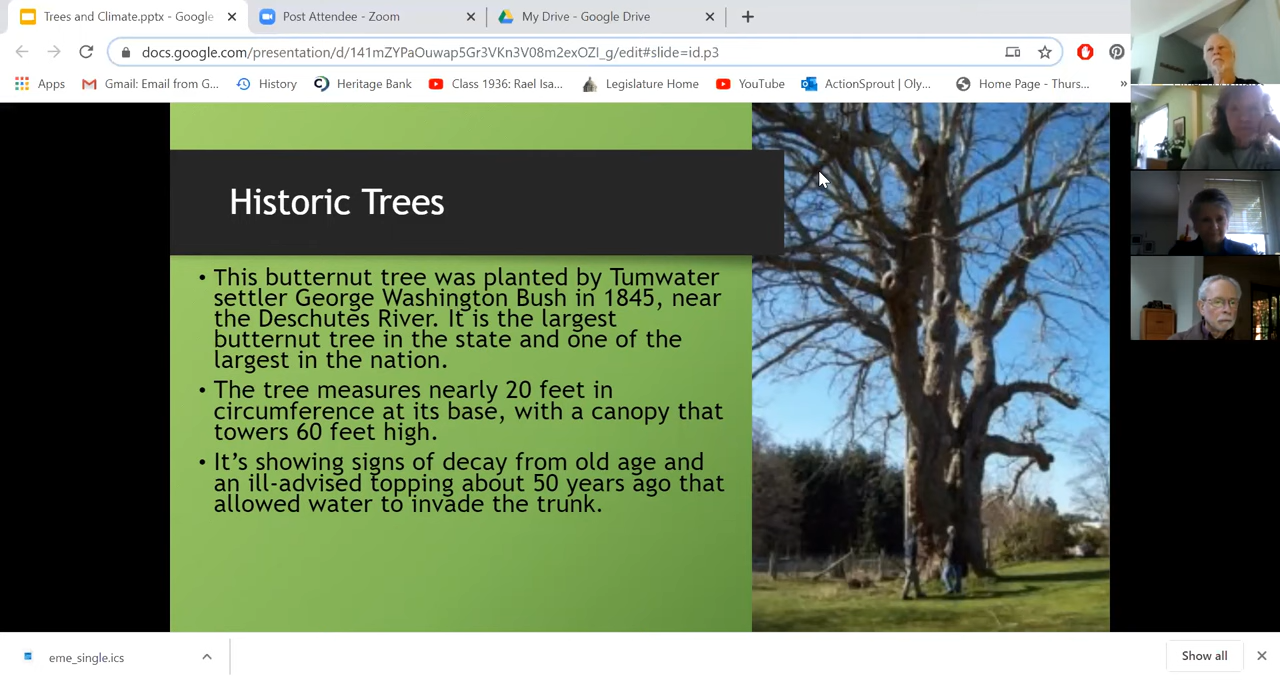 Trees and Climate.pptx - Google
Post Attendee - Zoom
My Drive - Google Drive
docs.google.com/presentation/d/141mZYPaOuwap5Gr3VKn3V08m2exOZI_g/edit#slide=id.p3
Apps
Gmail: Email from G...
History
Heritage Bank
Class 1936: Rael Isa...
Legislature Home
YouTube
ActionSprout | Oly...
Home Page - Thurs...
»
Historic Trees
• This butternut tree was planted by Tumwater
settler George Washington Bush in 1845, near
the Deschutes River. It is the largest
butternut tree in the state and one of the
largest in the nation.
• The tree measures nearly 20 feet in
circumference at its base, with a canopy that
towers 60 feet high.
• It's showing signs of decay from old age and
an ill-advised topping about 50 years ago that
allowed water to invade the trunk.
eme_single.ics
Show all